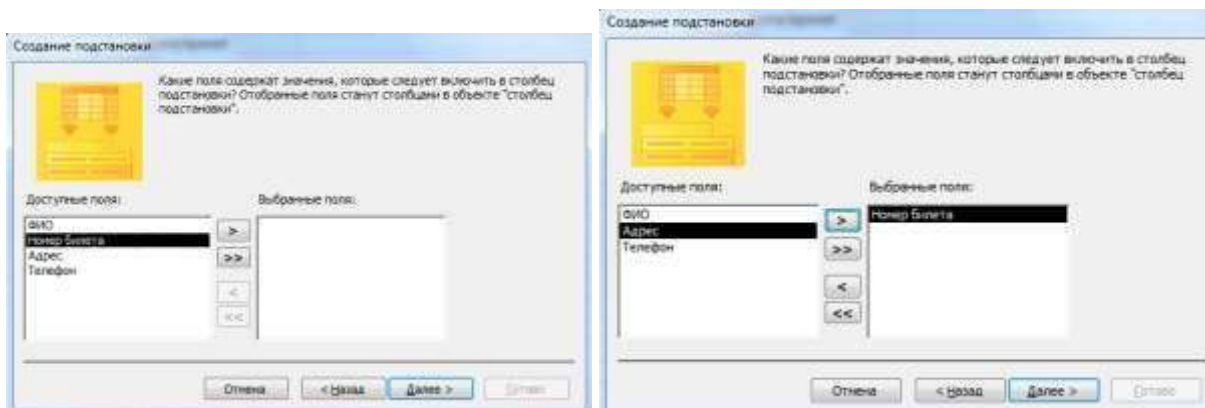 Создание подстановки
Какие поля содержат значения, которые следует включить в столбец
подстановки? Отобранные поля станут столбцами в объекте "столбец
подстановки".
Доступные поля:
Выбранные поля:
ФИО
Номер Билета
Адрес
Телефон
>
>>
<
<<
Отмена
< Назад
Далее >
Готово
Создание подстановки
Какие поля содержат значения, которые следует включить в столбец
подстановки? Отобранные поля станут столбцами в объекте "столбец
подстановки".
Доступные поля:
Выбранные поля:
ФИО
Адрес
Телефон
>
>>
<
<<
Номер Билета
Отмена
< Назад
Далее >
Готово